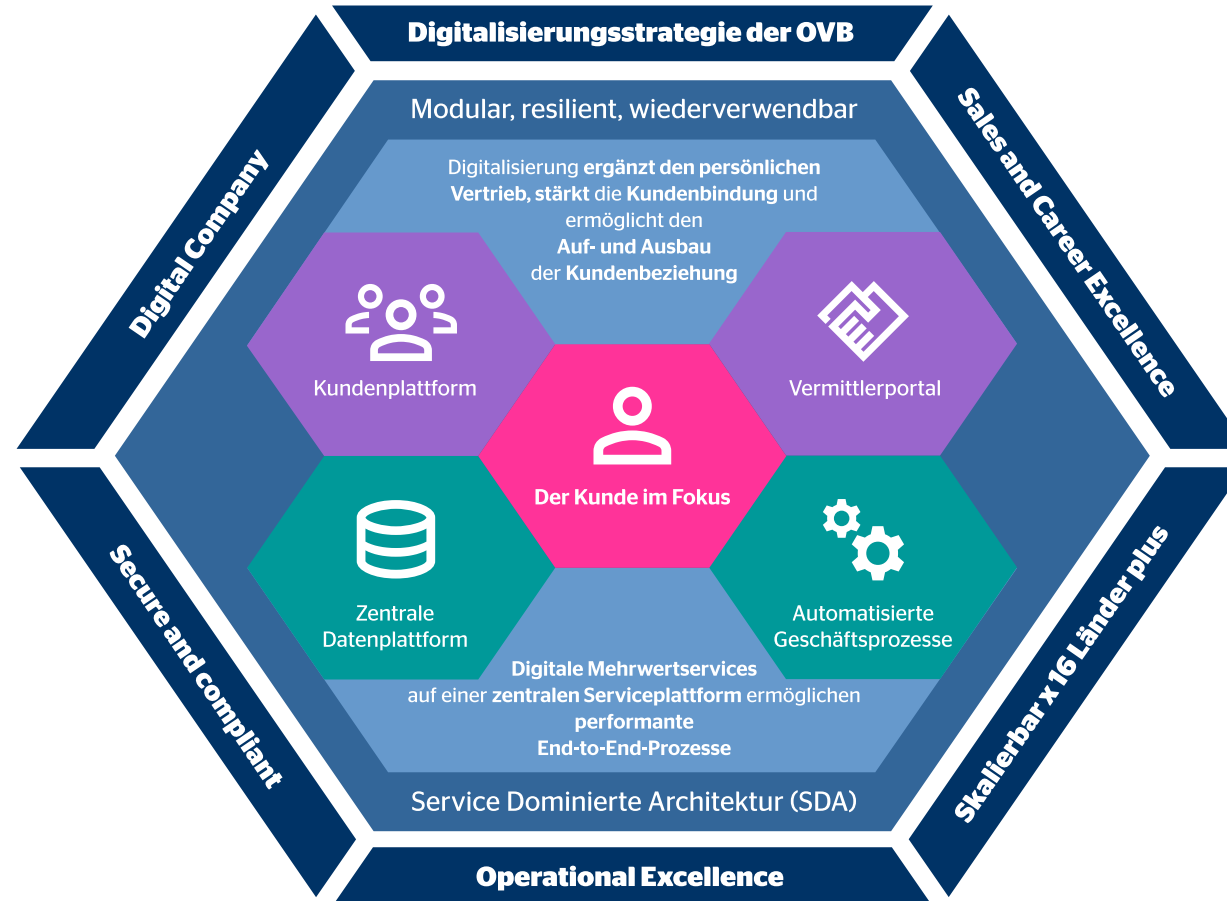 Digitalisierungsstrategie der OVB
Digital Company
Sales and Career Excellence
Modular, resilient, wiederverwendbar
Digitalisierung ergänzt den persönlichen
Vertrieb, stärkt die Kundenbindung und
ermöglicht den
Auf- und Ausbau
der Kundenbeziehung
Kundenplattform
Vermittlerportal
Der Kunde im Fokus
Zentrale
Datenplattform
Automatisierte
Geschäftsprozesse
Digitale Mehrwertservices
auf einer zentralen Serviceplattform ermöglichen
performante
End-to-End-Prozesse
Service Dominierte Architektur (SDA)
Secure and compliant
Skalierbar x 16 Länder plus
Operational Excellence